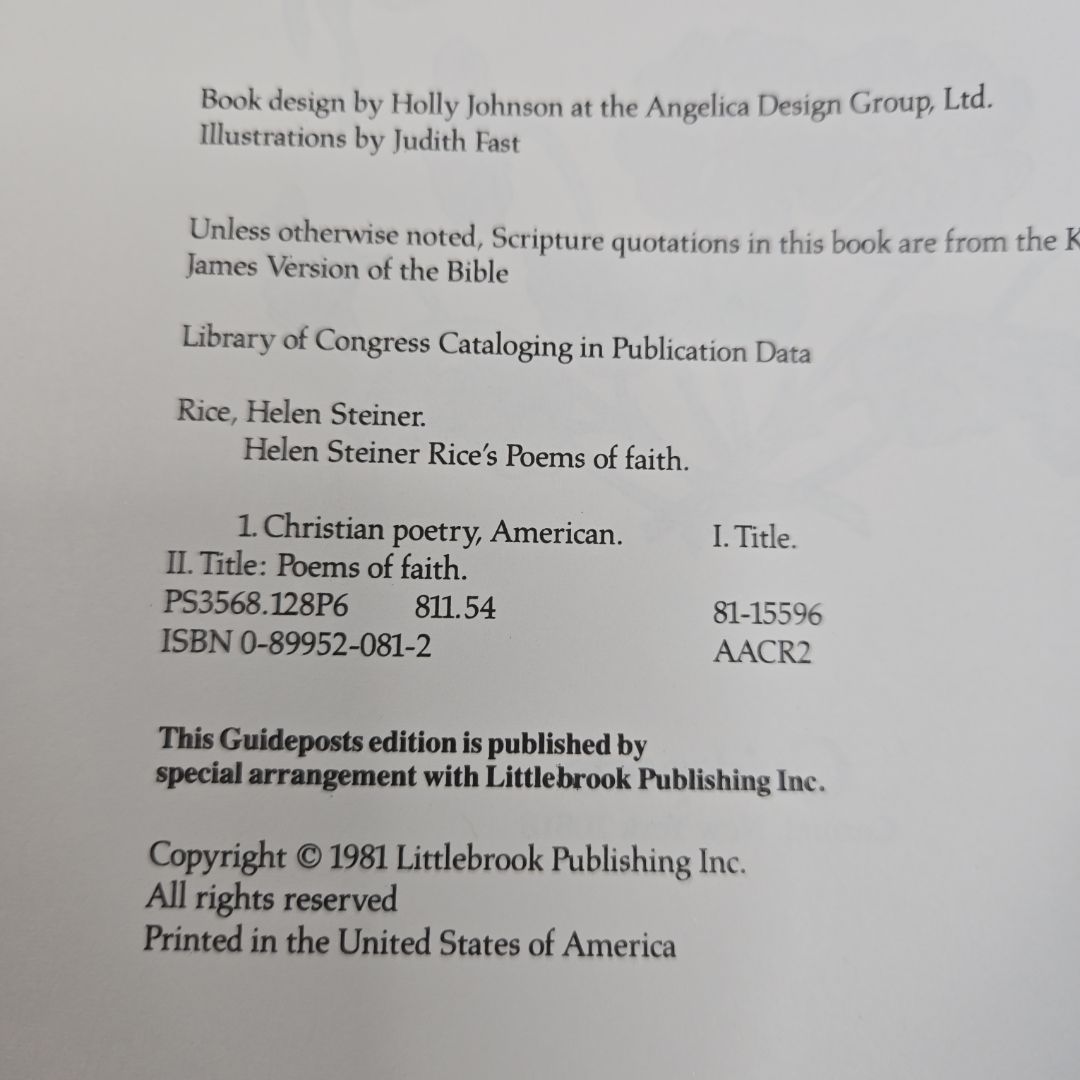 Book design by Holly Johnson at the Angelica Design Group, Ltd.
Illustrations by Judith Fast
Unless otherwise noted, Scripture quotations in this book are from the K
James Version of the Bible
Library of Congress Cataloging in Publication Data
Rice, Helen Steiner.
Helen Steiner Rice's Poems of faith.
1. Christian poetry, American. I. Title.
II. Title: Poems of faith.
PS3568.128P6 811.54 81-15596
ISBN 0-89952-081-2 AACR2
This Guideposts edition is published by
special arrangement with Littlebrook Publishing Inc.
Copyright © 1981 Littlebrook Publishing Inc.
All rights reserved
Printed in the United States of America